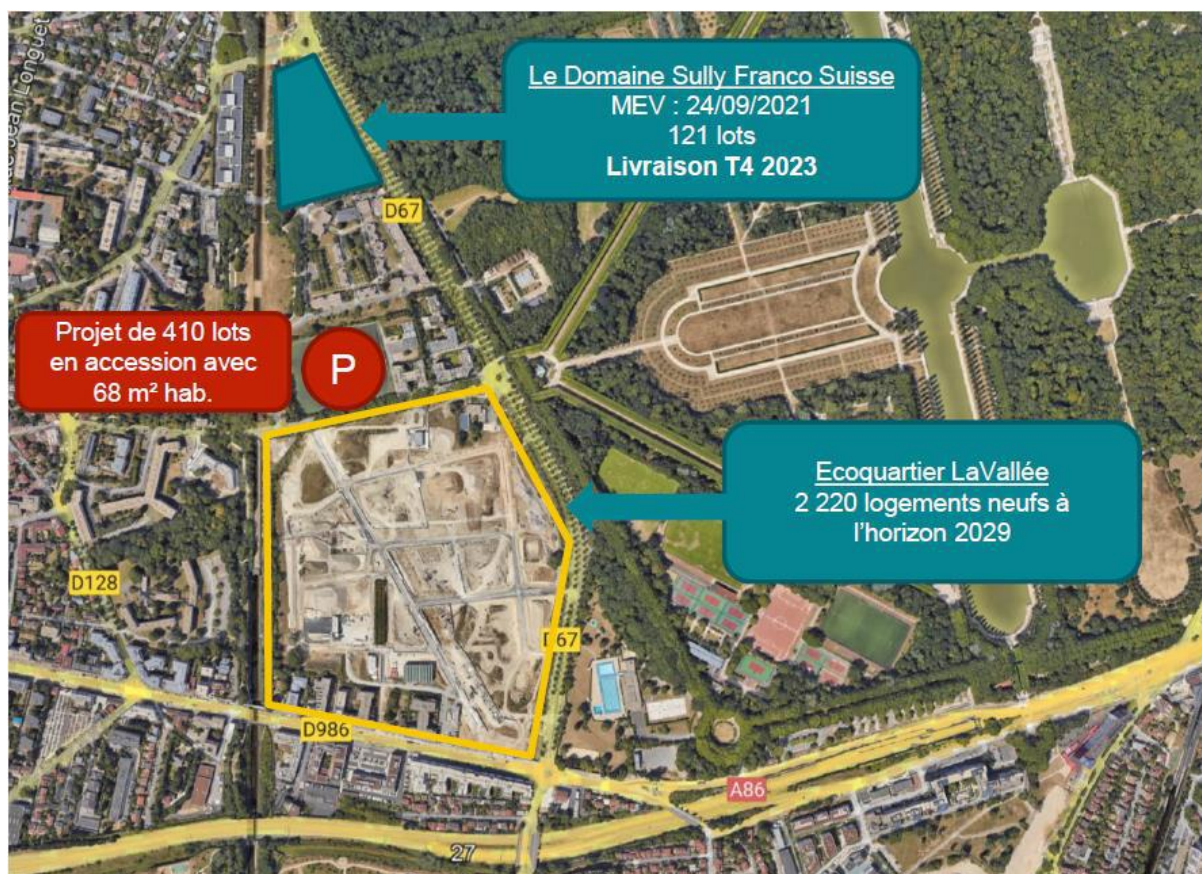 Jean Longuet
Le Domaine Sully Franco Suisse
MEV : 24/09/2021
121 lots
Livraison T4 2023
D67
Projet de 410 lots
en accession avec
68 m² hab.
P
Ecoquartier LaVallée
2 220 logements neufs à
l'horizon 2029
D128
D67
D986
A86
27